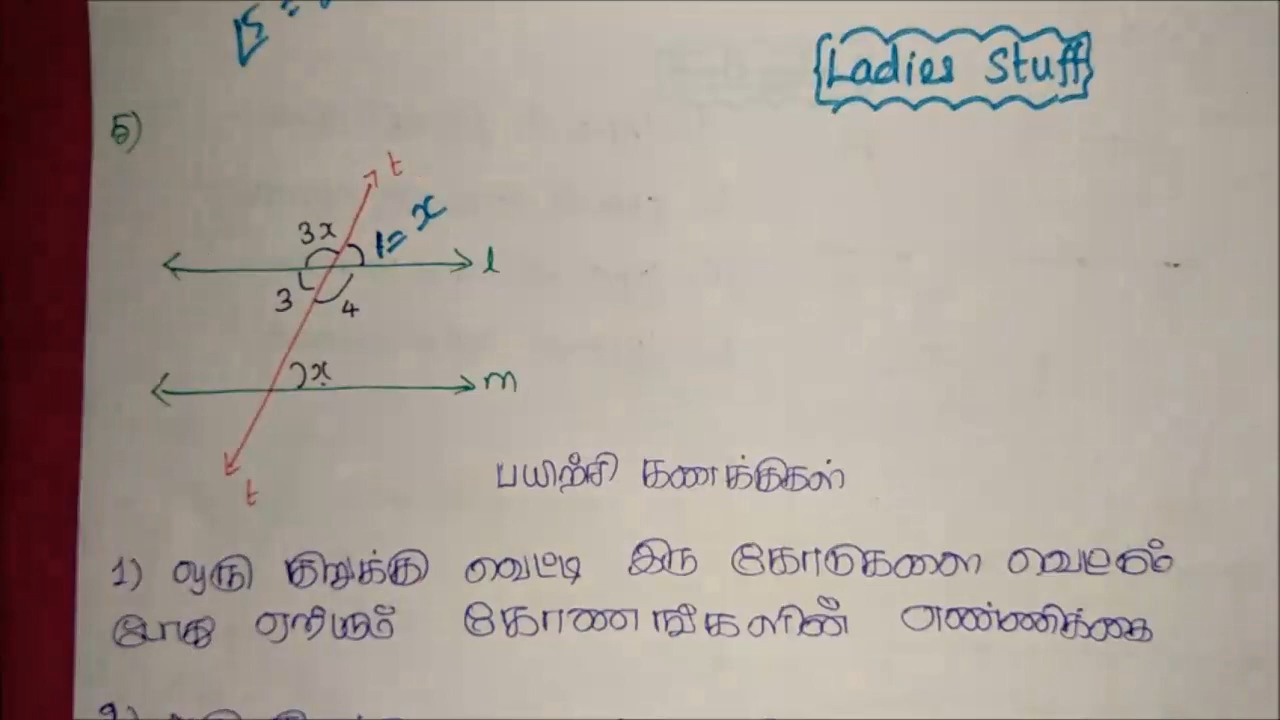 Ladies Stuff
5)
t
3x
1= x
l
3
4
x
m
t
பயிற்சி கணக்குகள்
1) ஒரு குறுக்கு வெட்டி இரு கோடுகளை வெட்டும்
போது ஏற்படும் கோணங்களின் எண்ணிக்கை